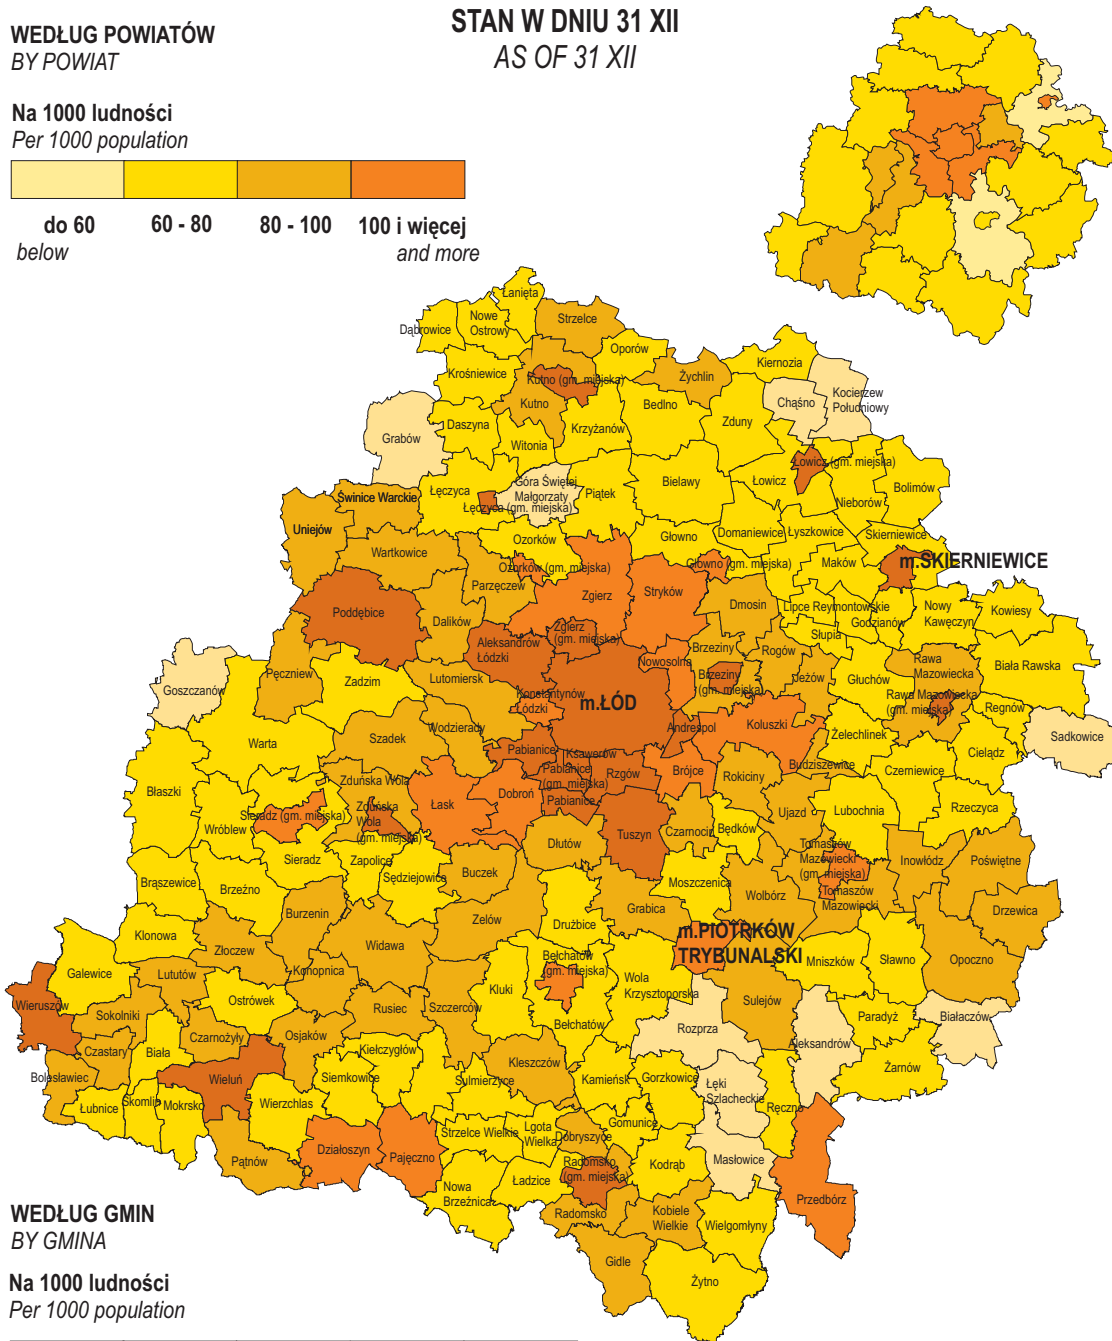 STAN W DNIU 31 XII
AS OF 31 XII
WEDŁUG POWIATÓW
BY POWIAT
Na 1000 ludności
Per 1000 population
do 60
60 - 80
80 - 100
100 i więcej
below
and more
Łanięta
Nowe
Ostrowy
Dąbrowice
Strzelce
Oporów
Kiernozia
Krośniewice
Kutno (gm. miejska)
Żychlin
Chąśno
Kocierzew
Południowy
Kutno
Bedlno
Grabów
Daszyna
Krzyżanów
Zduny
Witonia
Łowicz (gm. miejska)
Łęczyca
Góra Świętej
Małgorzaty
Piątek
Bielawy
Łowicz
Bolimów
Nieborów
Świnice Warckie
Łęczyca (gm. miejska)
Uniejów
Ozorków
Głowno
Domaniewice
Łyszkowice
Skierniewice
Wartkowice
Ozorków (gm. miejska)
Głowno (gm. miejska)
Maków
m.SKIERNIEWICE
Parzęczew
Zgierz
Stryków
Dmosin
Lipce Reymontowskie
Nowy
Kawęczyn
Kowiesy
Poddębice
Dalików
Godzianów
Zgierz
(gm. miejska)
Słupia
Aleksandrów
Łódzki
Brzeziny
Rogów
Rawa
Mazowiecka
Biała Rawska
Goszczanów
Pęczniew
Zadzim
Lutomiersk
Nowosolna
Brzeziny
(gm. miejska)
Jeżów
Głuchów
Rawa Mazowiecka
(gm. miejska)
Regnów
Konstantynów
Łódzki
m.ŁÓDŹ
Warta
Szadek
Wodzierady
Andrespol
Koluszki
Żelechlinek
Sadkowice
Pabianice
Ksawerów
Cielądz
Błaszki
Zduńska Wola
Pabianice
(gm. miejska)
Rzgów
Brójce
Rokiciny
Budziszewice
Czerniewice
Łask
Dobroń
Pabianice
Sieradz (gm. miejska)
Zduńska
Wola
(gm. miejska)
Ujazd
Lubochnia
Rzeczyca
Wróblew
Tuszyn
Czarnocin
Będków
Sieradz
Zapolice
Dłutów
Tomaszów
Mazowiecki
(gm. miejska)
Inowłódz
Poświętne
Brąszewice
Brzeźno
Sędziejowice
Buczek
Moszczenica
Tomaszów
Mazowiecki
Burzenin
Zelów
Grabica
Wolbórz
Drzewica
Klonowa
Drużbice
m.PIOTRKÓW
TRYBUNALSKI
Złoczew
Widawa
Bełchatów
(gm. miejska)
Mniszków
Sławno
Opoczno
Galewice
Lututów
Konopnica
Kluki
Wola
Krzysztoporska
Wieruszów
Ostrówek
Rusiec
Szczerców
Sulejów
Sokolniki
Paradyż
Białaczów
Czarnożyły
Osjaków
Bełchatów
Rozprza
Aleksandrów
Czastary
Biała
Kiełczygłów
Kleszczów
Żarnów
Bolesławiec
Wieluń
Siemkowice
Sulmierzyce
Kamieńsk
Gorzkowice
Łęki
Szlacheckie
Ręczno
Łubnice
Skomlin
Mokrsko
Wierzchlas
Gomunice
Strzelce Wielkie
Lgota
Wielka
Dobryszyce
Działoszyn
Pajęczno
Pątnów
Radomsko
(gm. miejska)
Kodrąb
Masłowice
Nowa
Brzeźnica
Ładzice
Przedbórz
Radomsko
Kobiele
Wielkie
Wielgomłyny
Gidle
Żytno
WEDŁUG GMIN
BY GMINA
Na 1000 ludności
Per 1000 population